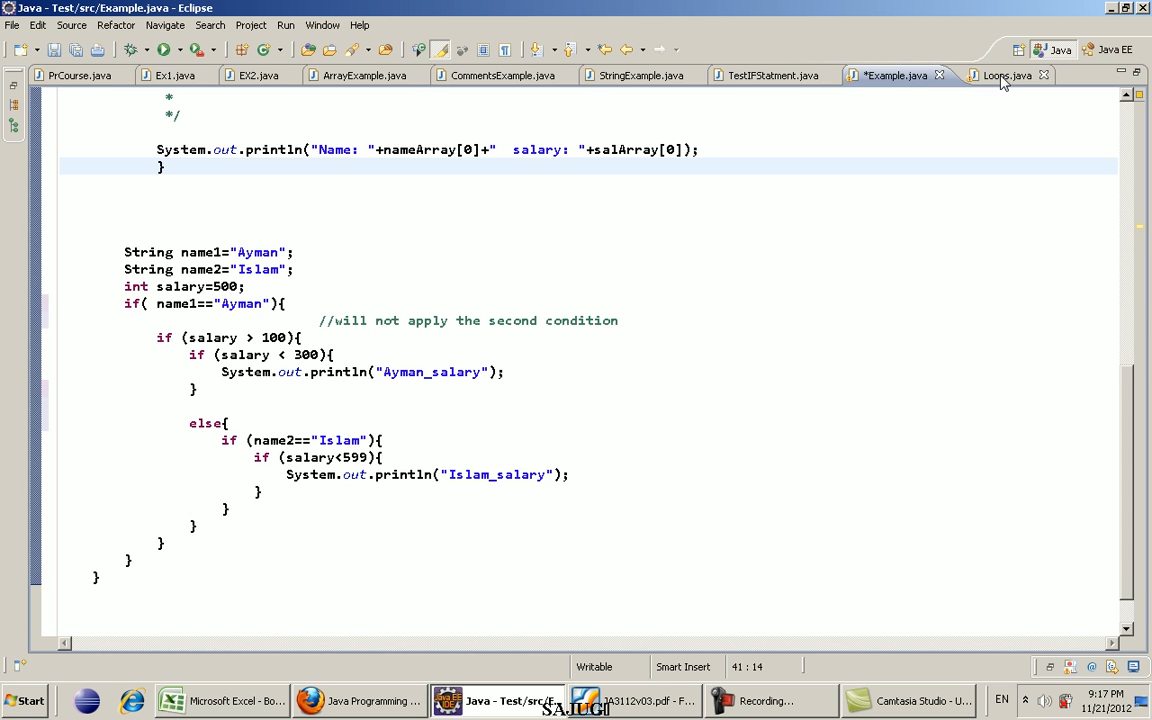 Java - Test/src/Example.java - Eclipse
File Edit Source Refactor Navigate Search Project Run Window Help
Java Java EE
PrCourse.java Ex1.java EX2.java ArrayExample.java CommentsExample.java StringExample.java TestIFStatment.java *Example.java Loops.java
*
*/
System.out.println("Name: "+nameArray[0]+"  salary: "+salArray[0]);
}
String name1="Ayman";
String name2="Islam";
int salary=500;
if( name1=="Ayman"){
//will not apply the second condition
if (salary > 100){
if (salary < 300){
System.out.println("Ayman_salary");
}
else{
if (name2=="Islam"){
if (salary<599){
System.out.println("Islam_salary");
}
}
}
}
}
}
Writable Smart Insert 41 : 14
Start Microsoft Excel - Bo... Java Programming ... Java - Test/src/E... JA3112v03.pdf - F... Recording... Camtasia Studio - U... EN 9:17 PM
11/21/2012